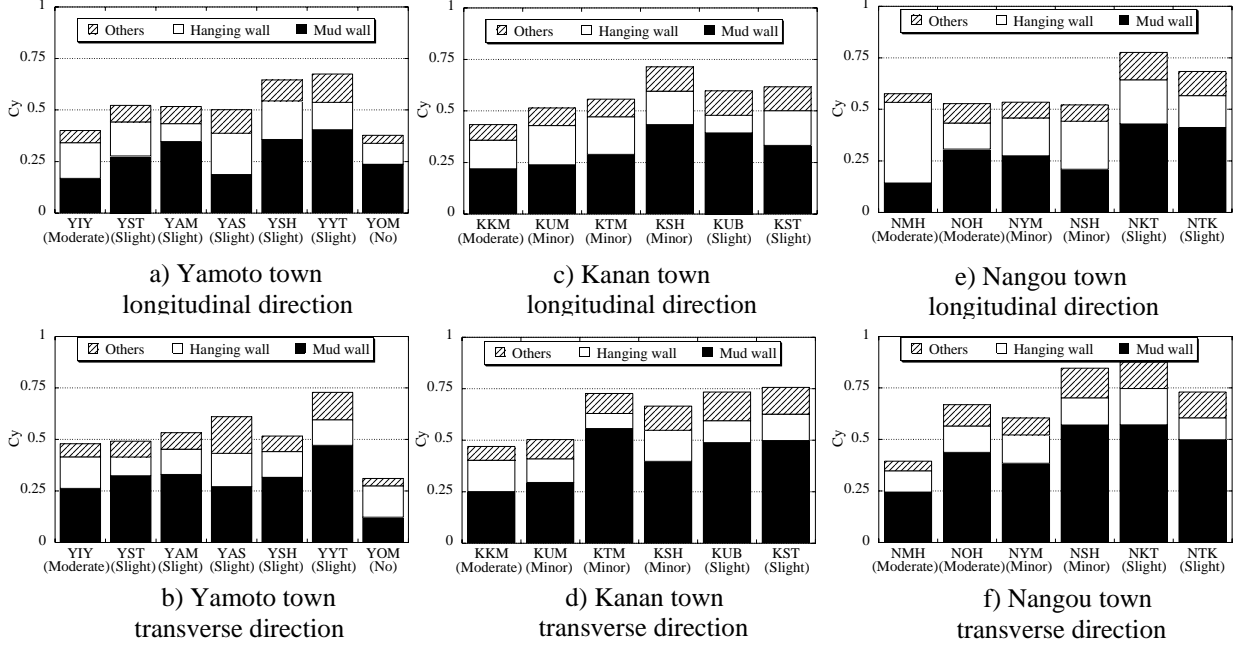 1
0.75
0.5
0.25
0
Cy
Others Hanging wall Mud wall
YIY YST YAM YAS YSH YYT YOM
(Moderate) (Slight) (Slight) (Slight) (Slight) (Slight) (No)
a) Yamoto town
longitudinal direction
1
0.75
0.5
0.25
0
Cy
Others Hanging wall Mud wall
YIY YST YAM YAS YSH YYT YOM
(Moderate) (Slight) (Slight) (Slight) (Slight) (Slight) (No)
b) Yamoto town
transverse direction
1
0.75
0.5
0.25
0
Cy
Others Hanging wall Mud wall
KKM KUM KTM KSH KUB KST
(Moderate) (Minor) (Minor) (Minor) (Slight) (Slight)
c) Kanan town
longitudinal direction
1
0.75
0.5
0.25
0
Cy
Others Hanging wall Mud wall
KKM KUM KTM KSH KUB KST
(Moderate) (Minor) (Minor) (Minor) (Slight) (Slight)
d) Kanan town
transverse direction
1
0.75
0.5
0.25
0
Cy
Others Hanging wall Mud wall
NMH NOH NYM NSH NKT NTK
(Moderate) (Moderate) (Minor) (Minor) (Slight) (Slight)
e) Nangou town
longitudinal direction
1
0.75
0.5
0.25
0
Cy
Others Hanging wall Mud wall
NMH NOH NYM NSH NKT NTK
(Moderate) (Moderate) (Minor) (Minor) (Slight) (Slight)
f) Nangou town
transverse direction